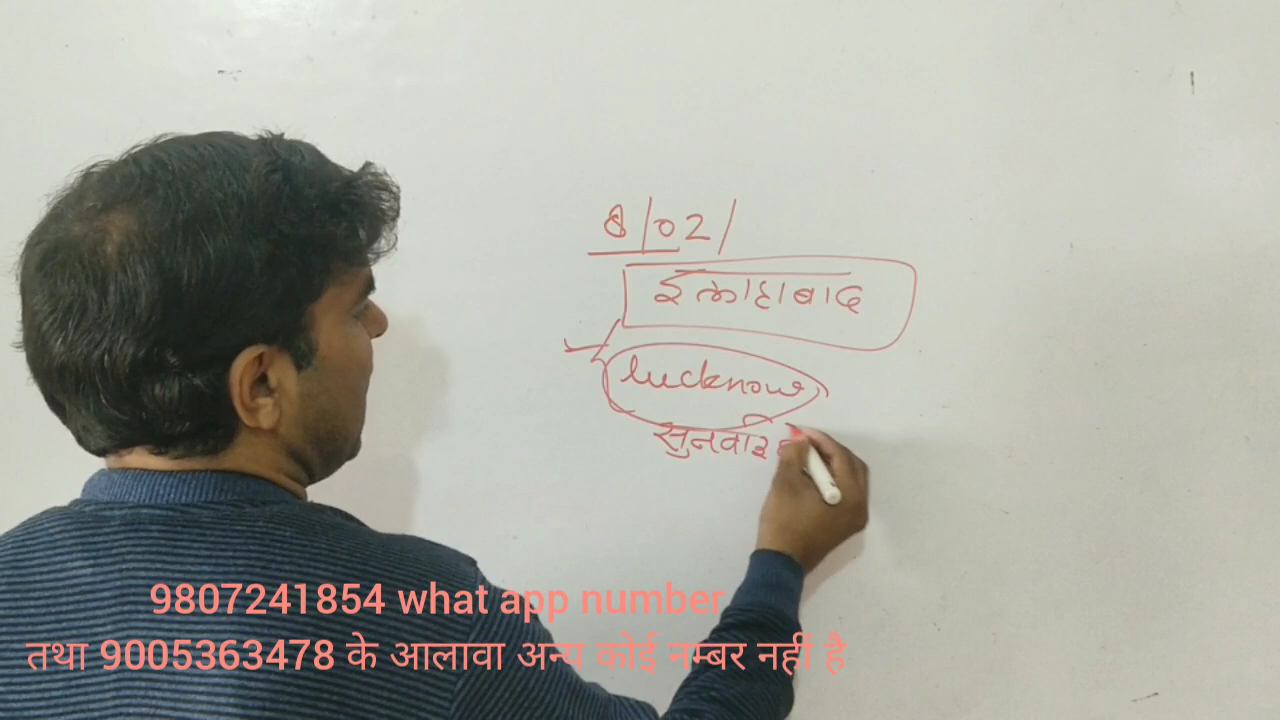 8/02/
इलाहाबाद
lucknow
सुनवाई
9807241854 what app number
तथा 9005363478 के आलावा अन्य कोई नम्बर नहीं है